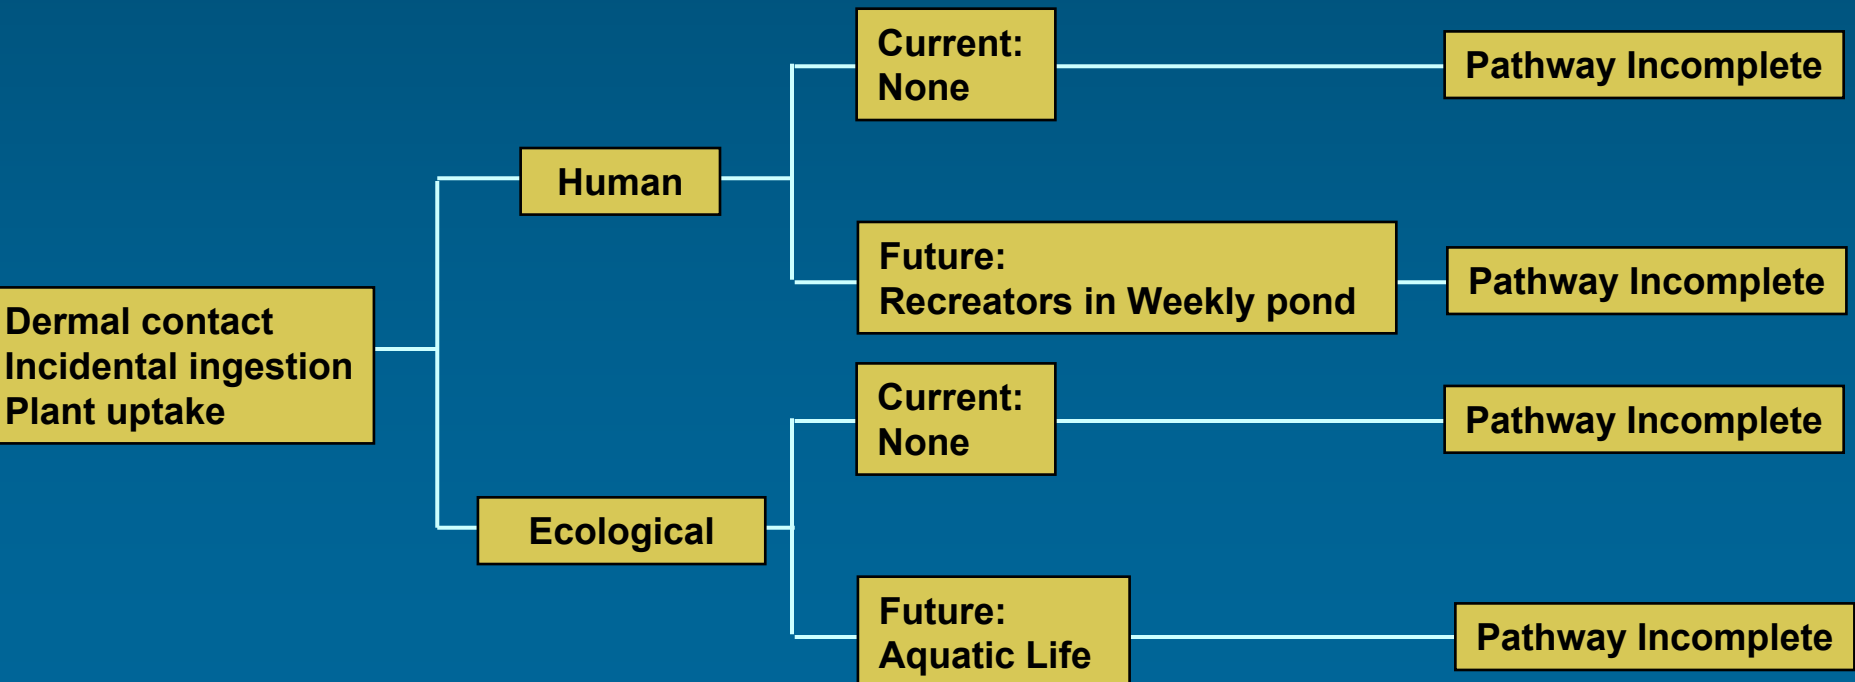 Dermal contact
Incidental ingestion
Plant uptake
Human
Current:
None
Pathway Incomplete
Future:
Recreators in Weekly pond
Pathway Incomplete
Ecological
Current:
None
Pathway Incomplete
Future:
Aquatic Life
Pathway Incomplete